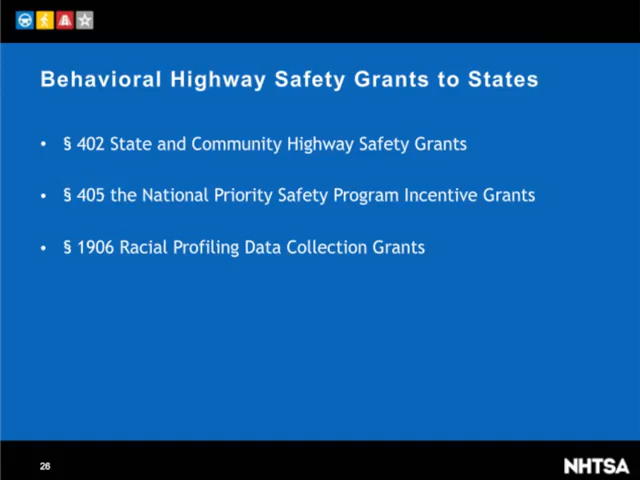 Behavioral Highway Safety Grants to States
• § 402 State and Community Highway Safety Grants
• § 405 the National Priority Safety Program Incentive Grants
• § 1906 Racial Profiling Data Collection Grants
26
NHTSA